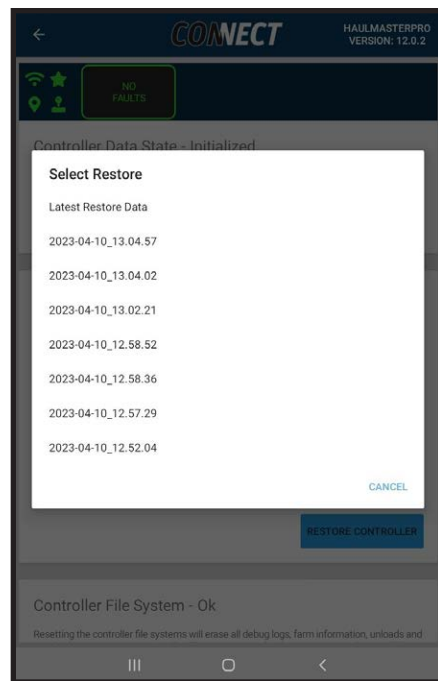 CONNECT
HAULMASTERPRO
VERSION: 12.0.2
NO
FAULTS
Controller Data State - Initialized
Select Restore
Latest Restore Data
2023-04-10_13.04.57
2023-04-10_13.04.02
2023-04-10_13.02.21
2023-04-10_12.58.52
2023-04-10_12.58.36
2023-04-10_12.57.29
2023-04-10_12.52.04
CANCEL
RESTORE CONTROLLER
Controller File System - Ok
Resetting the controller file systems will erase all debug logs, farm information, unloads and